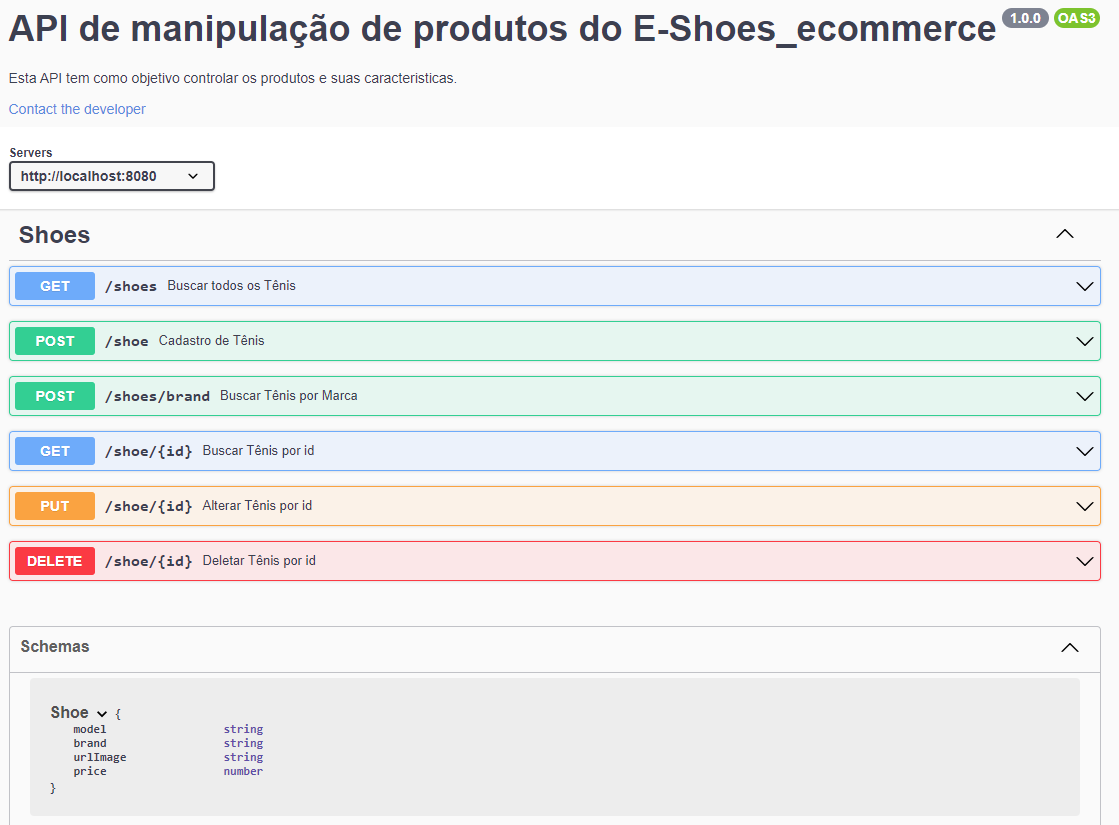 API de manipulação de produtos do E-Shoes_ecommerce 1.0.0 OAS3
Esta API tem como objetivo controlar os produtos e suas caracteristicas.
Contact the developer
Servers
http://localhost:8080
Shoes
GET /shoes Buscar todos os Tênis
POST /shoe Cadastro de Tênis
POST /shoes/brand Buscar Tênis por Marca
GET /shoe/{id} Buscar Tênis por id
PUT /shoe/{id} Alterar Tênis por id
DELETE /shoe/{id} Deletar Tênis por id
Schemas
Shoe {
model string
brand string
urlImage string
price number
}